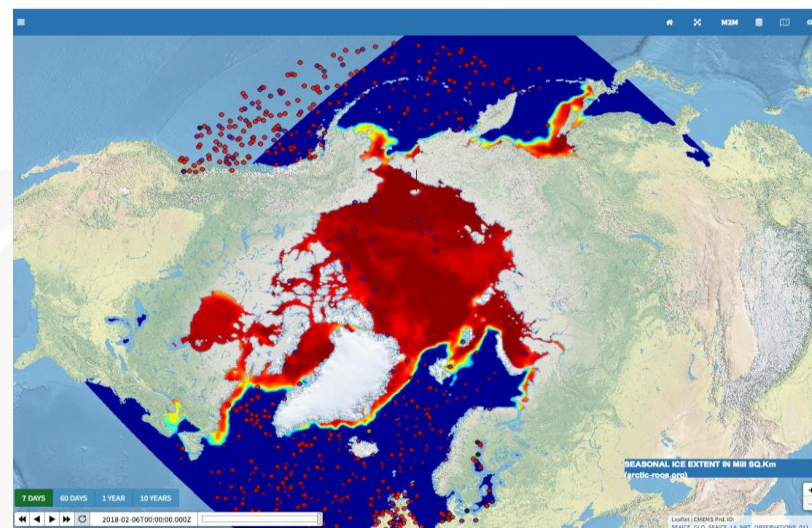 M2M
SEASONAL ICE EXTENT IN Mill SQ.Km
(arctic-roos.org)
7 DAYS
60 DAYS
1 YEAR
10 YEARS
2018-02-06T00:00:00.000Z
Leaflet | CMEMS Prd. ID: